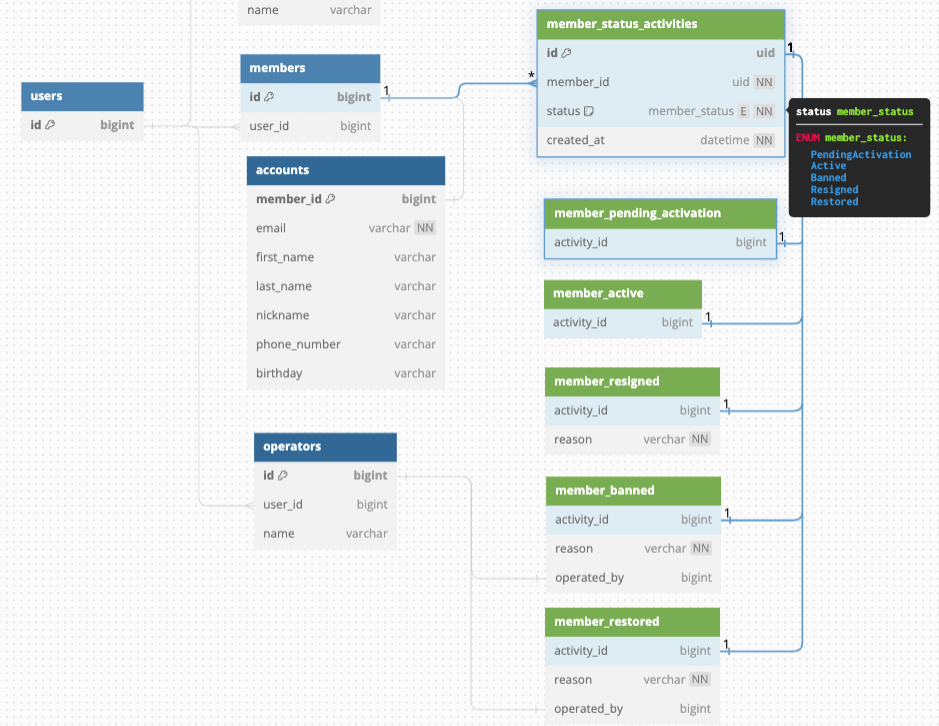 name varchar
users
id bigint
members
id bigint
user_id bigint
1
*
accounts
member_id bigint
email varchar NN
first_name varchar
last_name varchar
nickname varchar
phone_number varchar
birthday varchar
operators
id bigint
user_id bigint
name varchar
member_status_activities
id uid
member_id uid NN
status member_status E NN
created_at datetime NN
1
status member_status
ENUM member_status:
PendingActivation
Active
Banned
Resigned
Restored
member_pending_activation
activity_id bigint
1
member_active
activity_id bigint
1
member_resigned
activity_id bigint
1
reason verchar NN
member_banned
activity_id bigint
1
reason verchar NN
operated_by bigint
member_restored
activity_id bigint
1
reason verchar NN
operated_by bigint